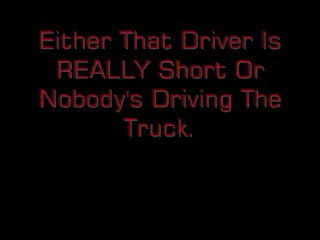 Either That Driver Is
REALLY Short Or
Nobody's Driving The
Truck.